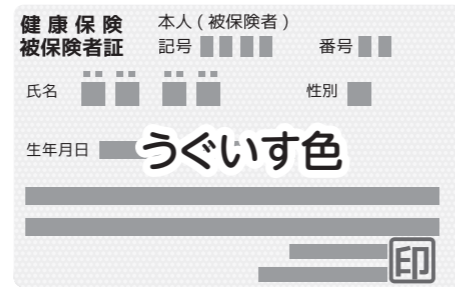 健康保険
被保険者証
本人(被保険者)
記号
番号
氏名
性別
生年月日
うぐいす色
印